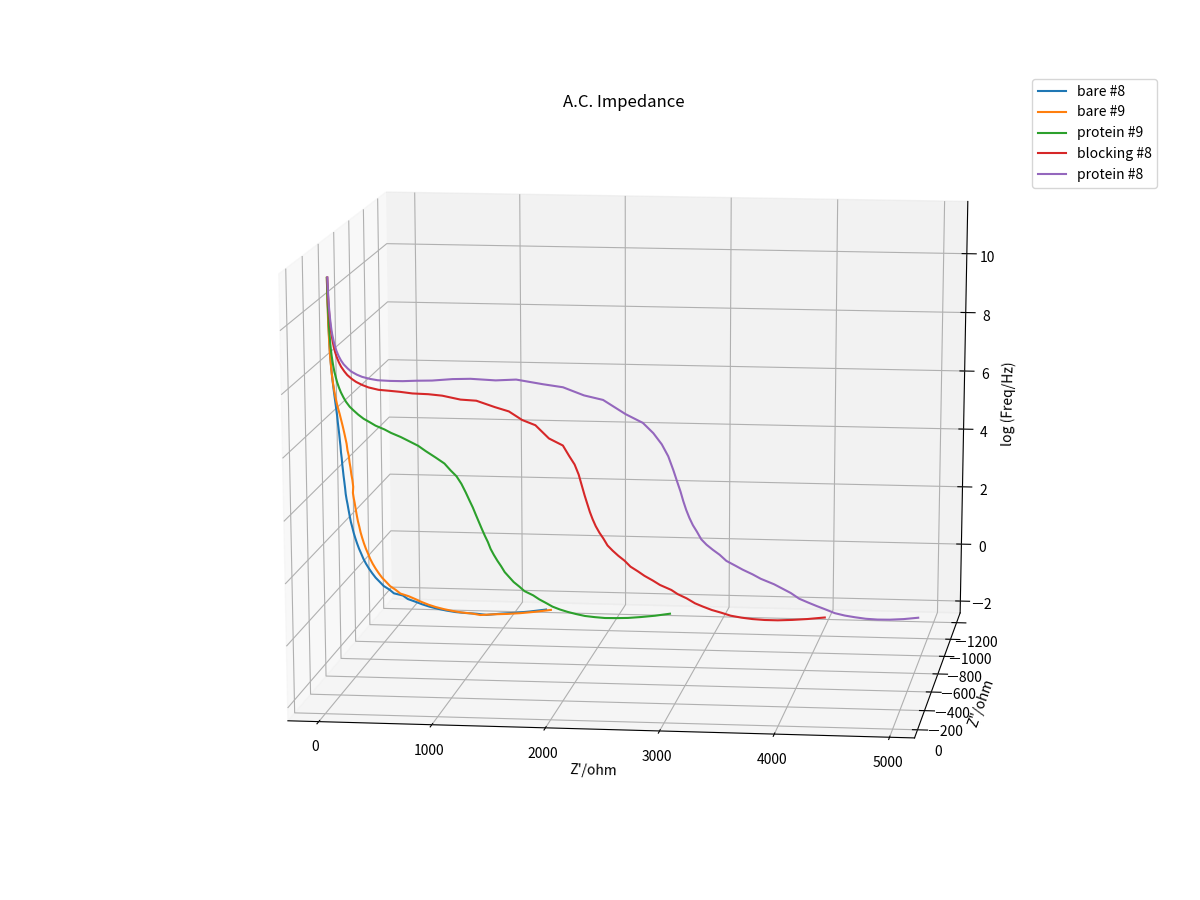 A.C. Impedance
bare #8
bare #9
protein #9
blocking #8
protein #8
10
8
6
4
2
0
−2
log (Freq/Hz)
−1200
−1000
−800
−600
−400
−200
0
Z"/ohm
0
1000
2000
3000
4000
5000
Z'/ohm